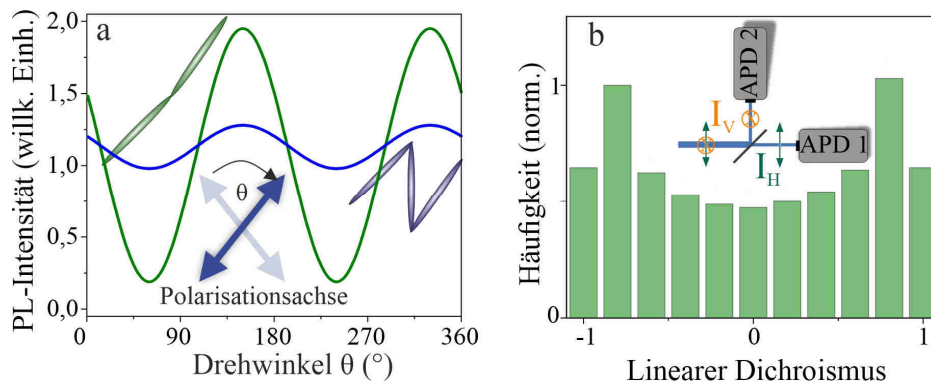 a
PL-Intensität (willk. Einh.)
2,0
1,5
1,0
0,5
0,0
θ
Polarisationsachse
0
90
180
270
360
Drehwinkel θ (°)
b
Häufigkeit (norm.)
1
0
APD 2
I_V
APD 1
I_H
-1
0
1
Linearer Dichroismus